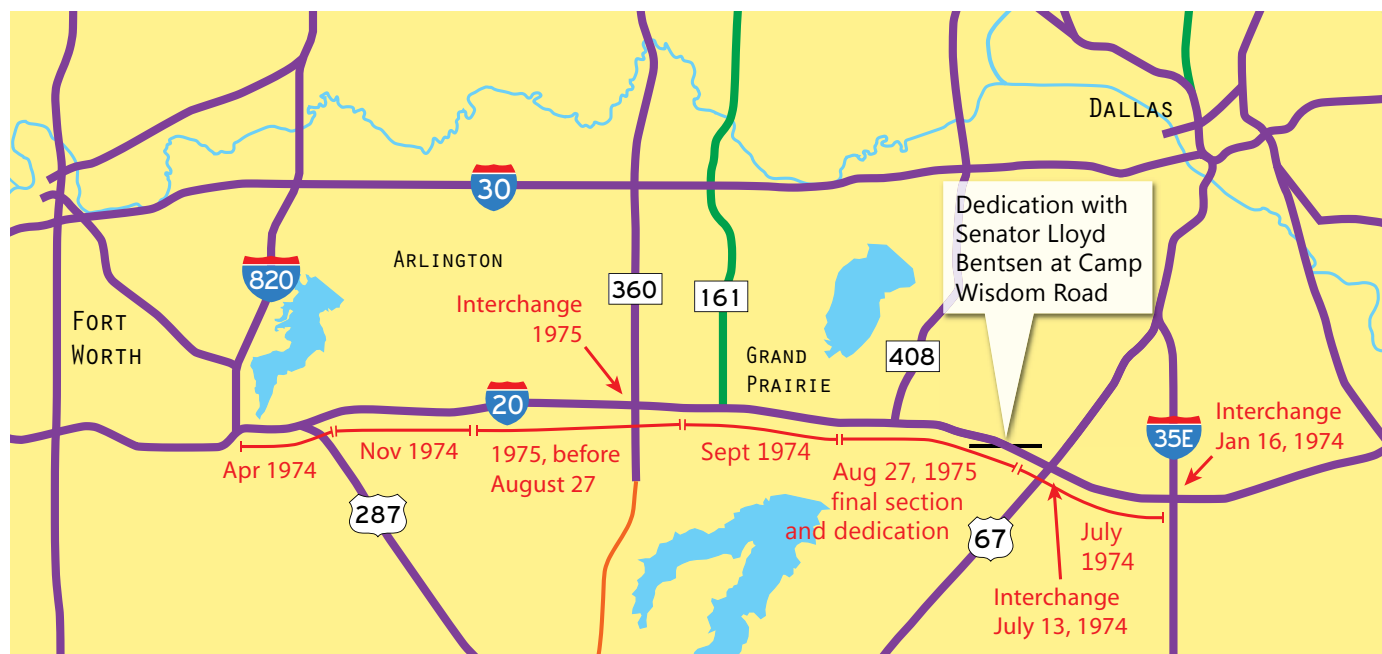 DALLAS
30
Dedication with
Senator Lloyd
Bentsen at Camp
Wisdom Road
ARLINGTON
820
360
161
Interchange
1975
FORT
WORTH
GRAND
PRAIRIE
408
20
Interchange
Jan 16, 1974
35E
Apr 1974
Nov 1974
1975, before
August 27
Sept 1974
Aug 27, 1975
final section
and dedication
287
67
July
1974
Interchange
July 13, 1974